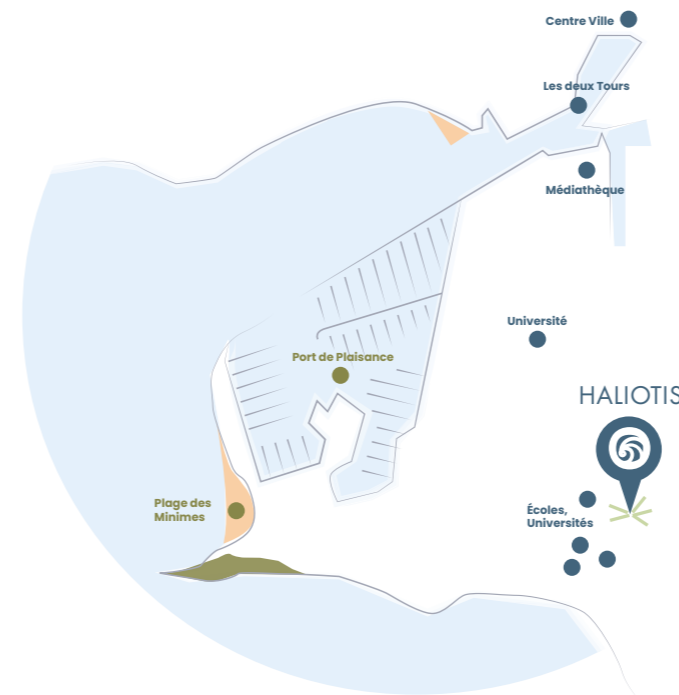 Centre Ville
Les deux Tours
Médiathèque
Université
Port de Plaisance
HALIOTIS
Plage des
Minimes
Écoles,
Universités